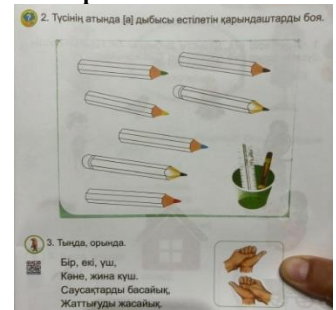 2. Түсінің атында [а] дыбысы естілетін қарындаштарды боя.
3. Тыңда, орында.
Бір, екі, үш,
Кәне, жина күш.
Саусақтарды басайық,
Жаттығуды жасайық.